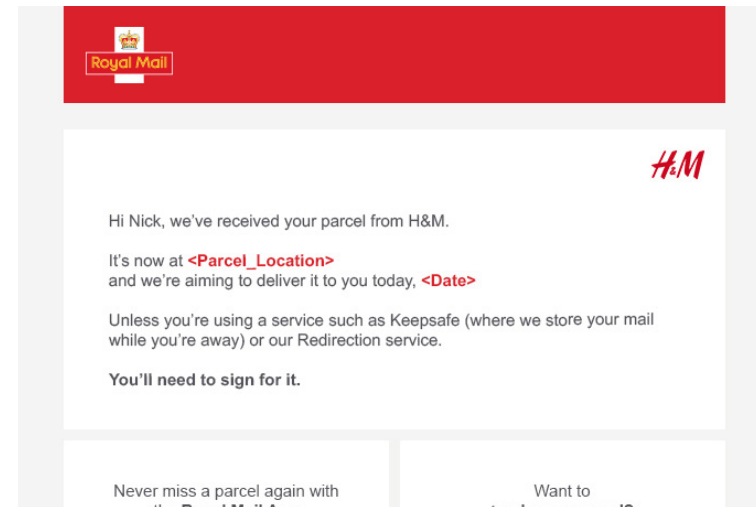 Royal Mail
H&M
Hi Nick, we've received your parcel from H&M.
It's now at <Parcel_Location>
and we're aiming to deliver it to you today, <Date>
Unless you're using a service such as Keepsafe (where we store your mail
while you're away) or our Redirection service.
You'll need to sign for it.
Never miss a parcel again with
Want to